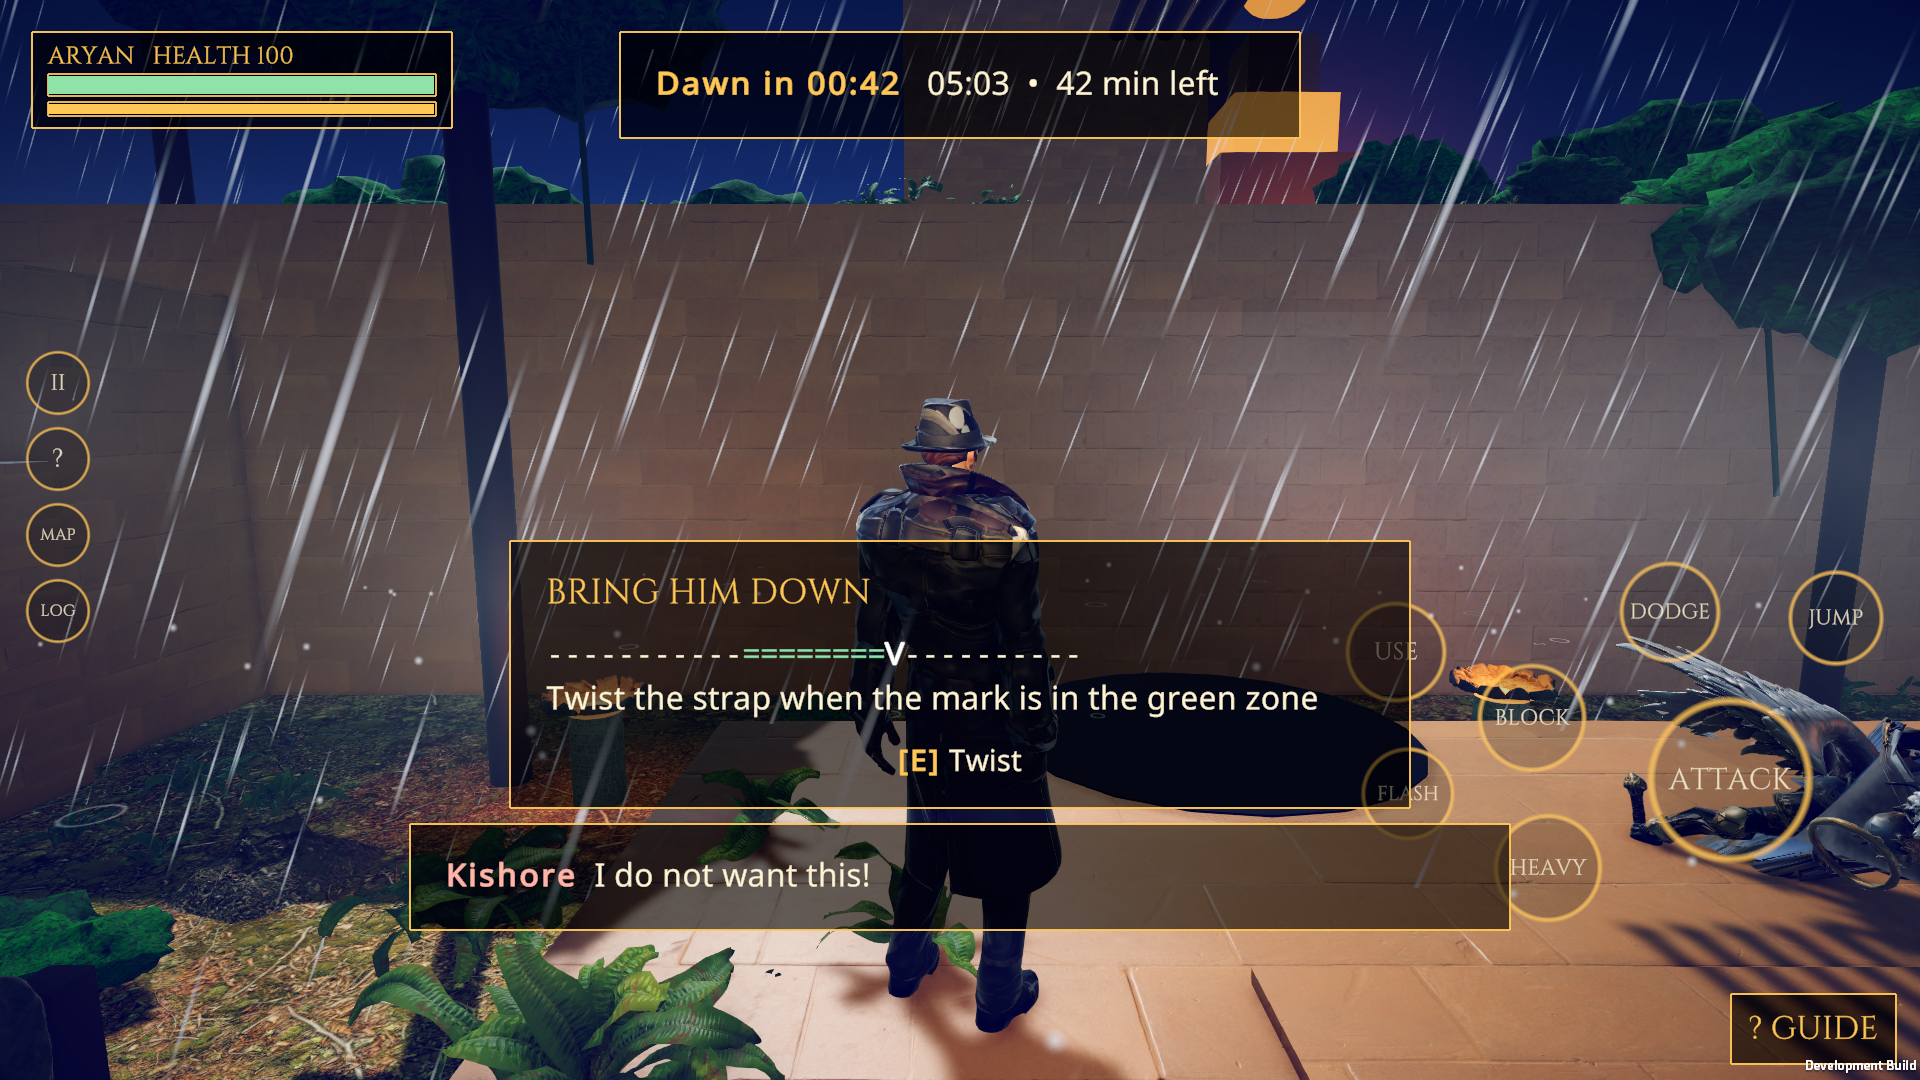 ARYAN HEALTH 100
Dawn in 00:42 05:03 • 42 min left
II
?
MAP
LOG
DODGE
JUMP
USE
BLOCK
ATTACK
FLASH
HEAVY
BRING HIM DOWN
-----------========V----------
Twist the strap when the mark is in the green zone
[E] Twist
Kishore I do not want this!
? GUIDE
Development Build